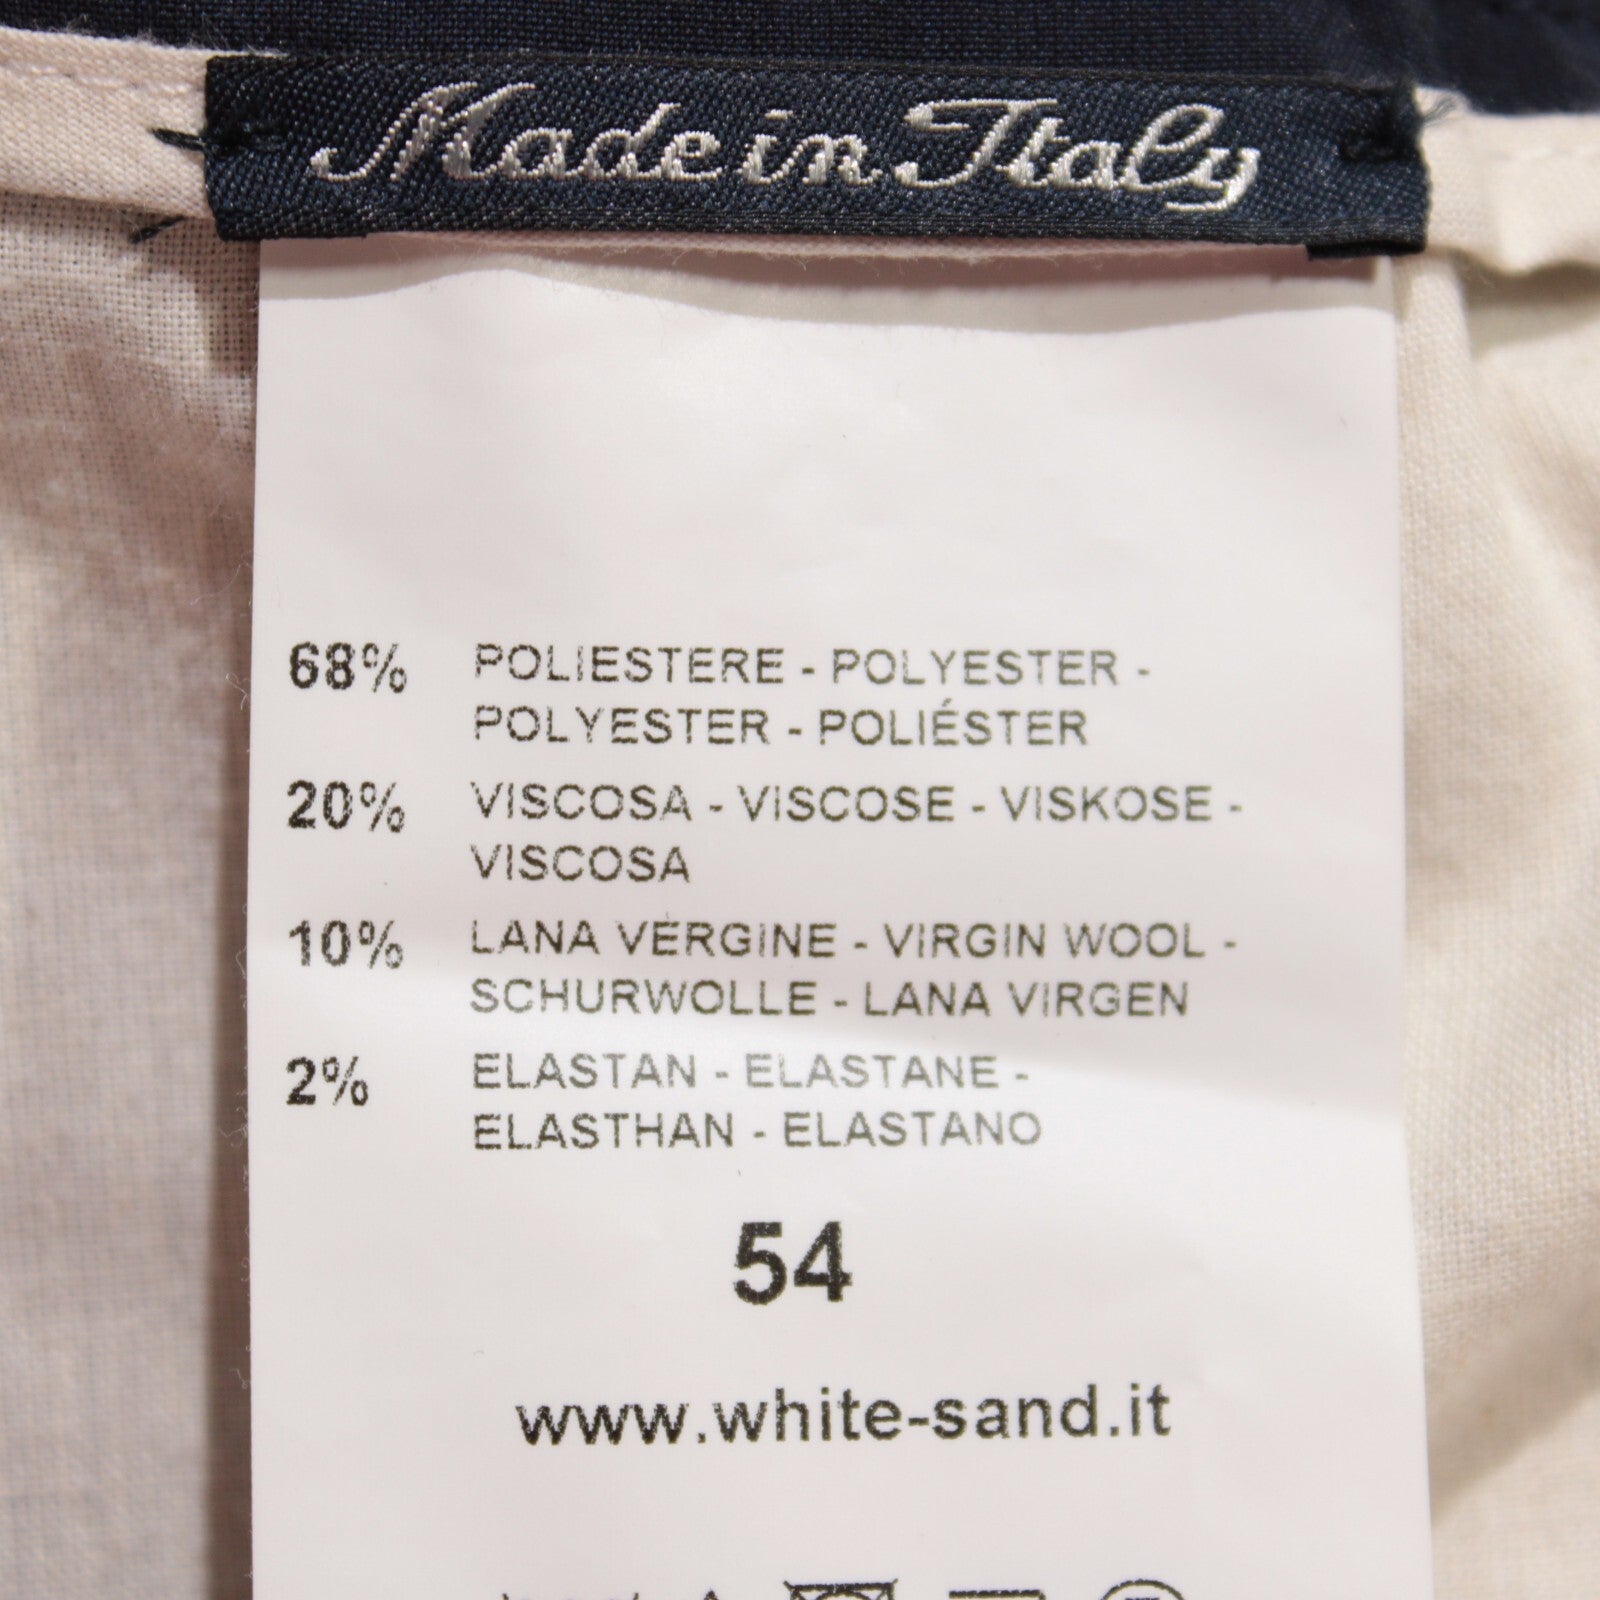 Made in Italy
68% POLIESTERE - POLYESTER -
POLYESTER - POLIÉSTER
20% VISCOSA - VISCOSE - VISKOSE -
VISCOSA
10% LANA VERGINE - VIRGIN WOOL -
SCHURWOLLE - LANA VIRGEN
2% ELASTAN - ELASTANE -
ELASTHAN - ELASTANO
54
www.white-sand.it